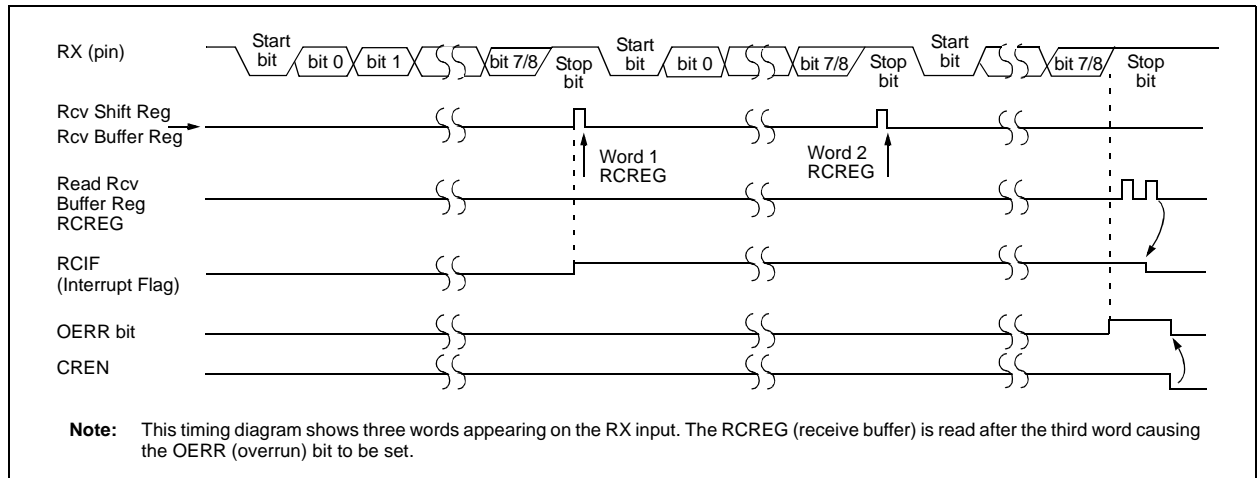 RX (pin)
Start
bit
bit 0
bit 1
bit 7/8
Stop
bit
Start
bit
bit 0
bit 7/8
Stop
bit
Start
bit
bit 7/8
Stop
bit
Rcv Shift Reg
Rcv Buffer Reg
Word 1
RCREG
Word 2
RCREG
Read Rcv
Buffer Reg
RCREG
RCIF
(Interrupt Flag)
OERR bit
CREN
Note: This timing diagram shows three words appearing on the RX input. The RCREG (receive buffer) is read after the third word causing
the OERR (overrun) bit to be set.